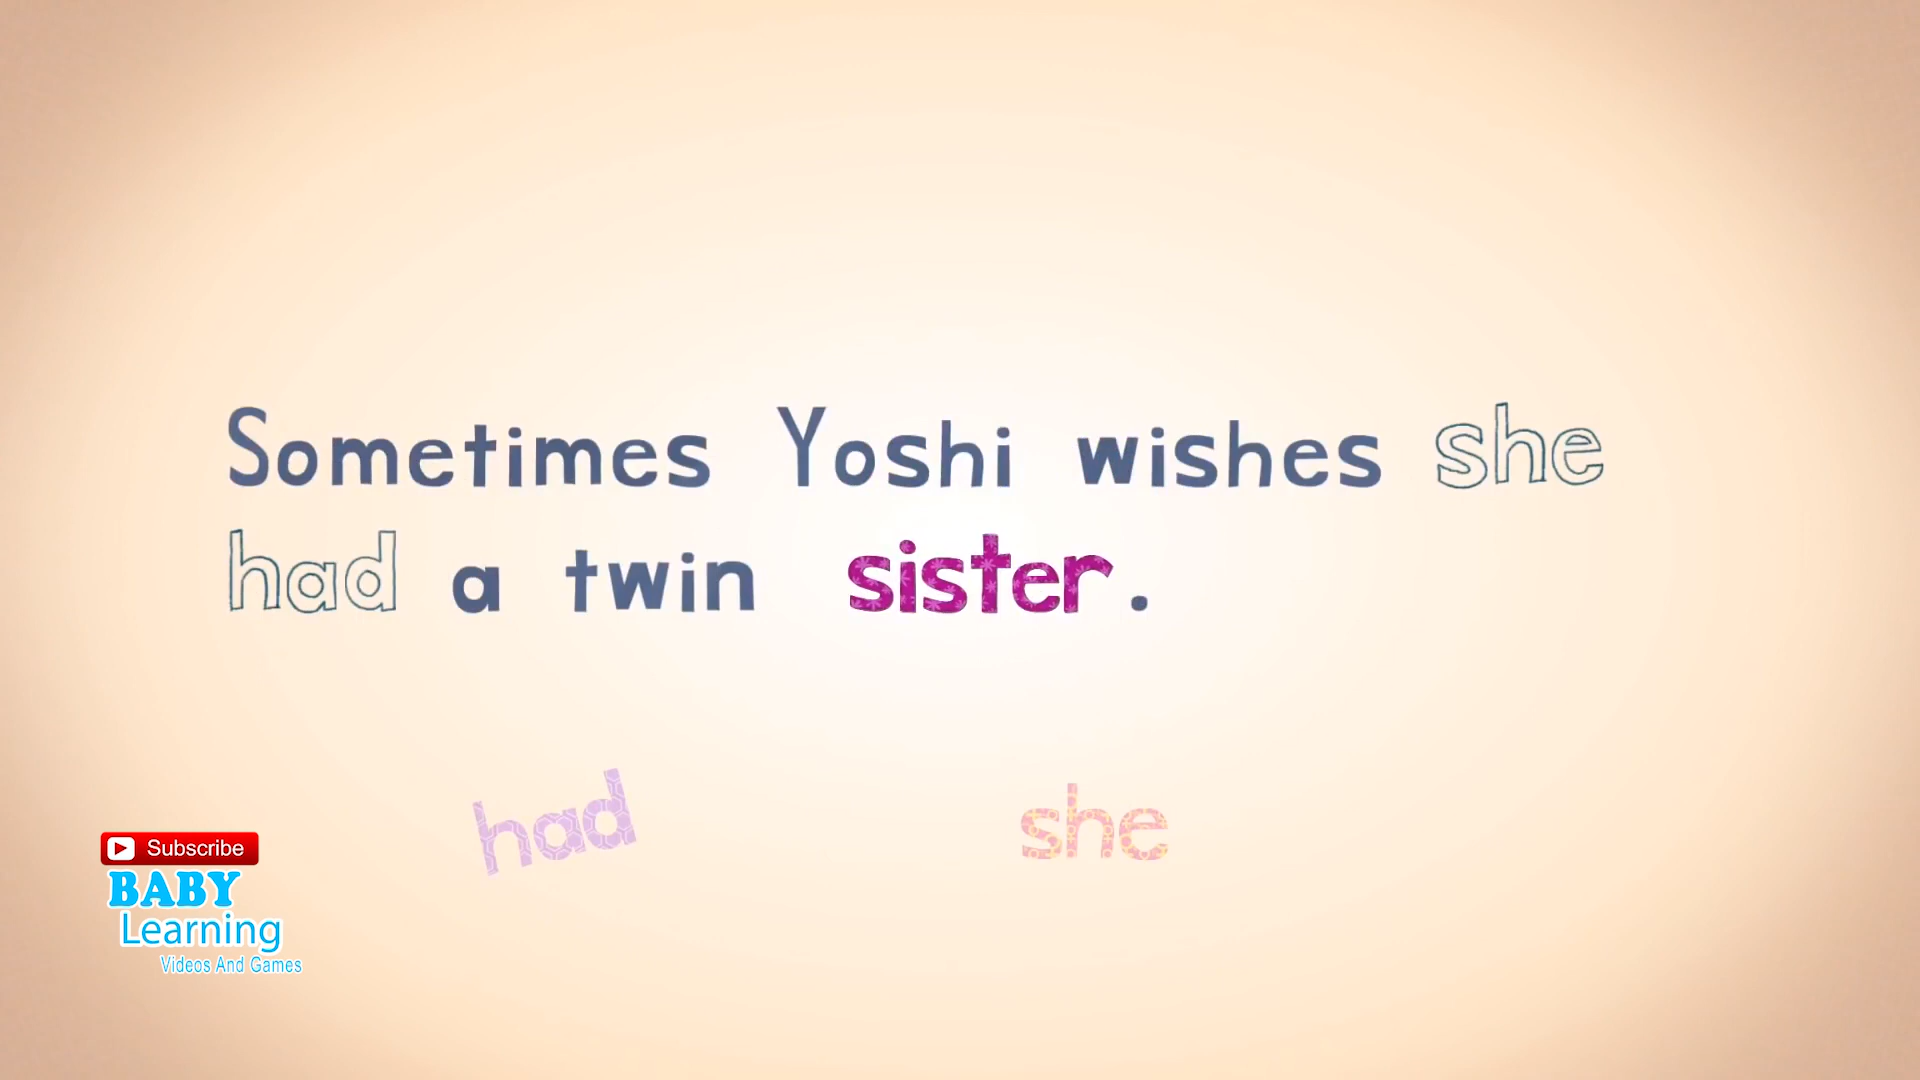 Sometimes Yoshi wishes she
had a twin sister.
had she
Subscribe
BABY
Learning
Videos And Games